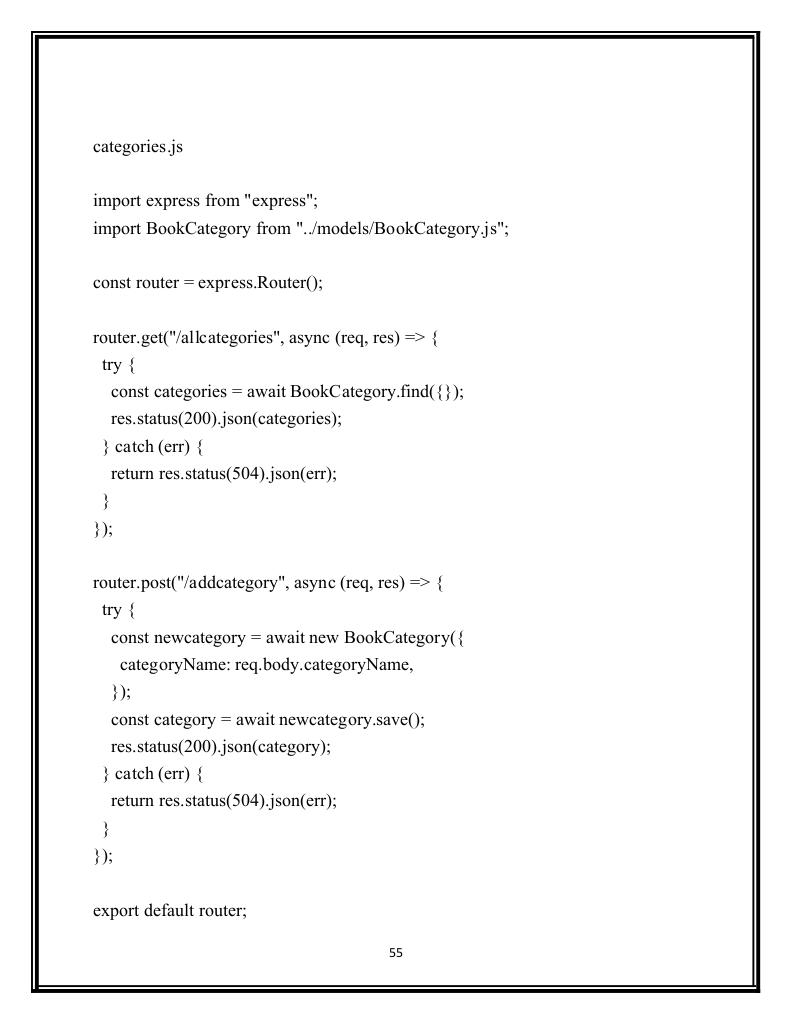 categories.js
import express from "express";
import BookCategory from "../models/BookCategory.js";
const router = express.Router();
router.get("/allcategories", async (req, res) => {
  try {
    const categories = await BookCategory.find({});
    res.status(200).json(categories);
  } catch (err) {
    return res.status(504).json(err);
  }
});
router.post("/addcategory", async (req, res) => {
  try {
    const newcategory = await new BookCategory({
      categoryName: req.body.categoryName,
    });
    const category = await newcategory.save();
    res.status(200).json(category);
  } catch (err) {
    return res.status(504).json(err);
  }
});
export default router;
55